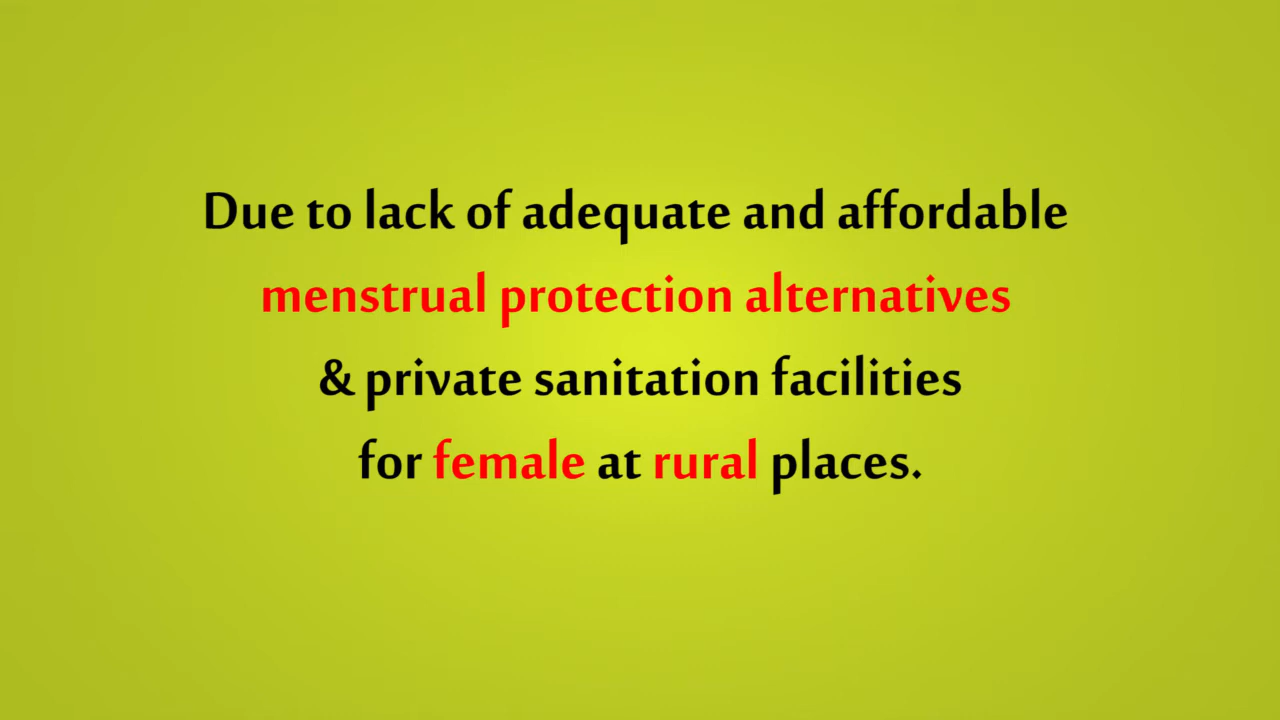 Due to lack of adequate and affordable
menstrual protection alternatives
& private sanitation facilities
for female at rural places.